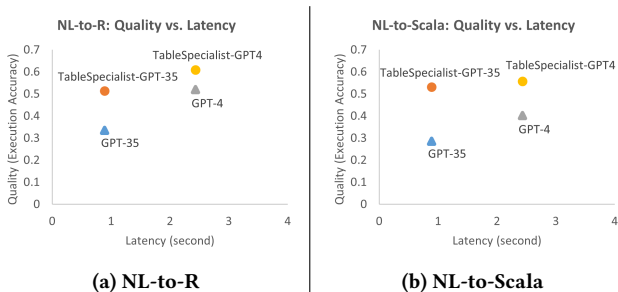 NL-to-R: Quality vs. Latency
Quality (Execution Accuracy)
0.7
0.6
0.5
0.4
0.3
0.2
0.1
0
TableSpecialist-GPT4
TableSpecialist-GPT-35
GPT-4
GPT-35
0 1 2 3 4
Latency (second)
(a) NL-to-R
NL-to-Scala: Quality vs. Latency
Quality (Execution Accuracy)
0.7
0.6
0.5
0.4
0.3
0.2
0.1
0
TableSpecialist-GPT-35
TableSpecialist-GPT4
GPT-4
GPT-35
0 1 2 3 4
Latency (second)
(b) NL-to-Scala